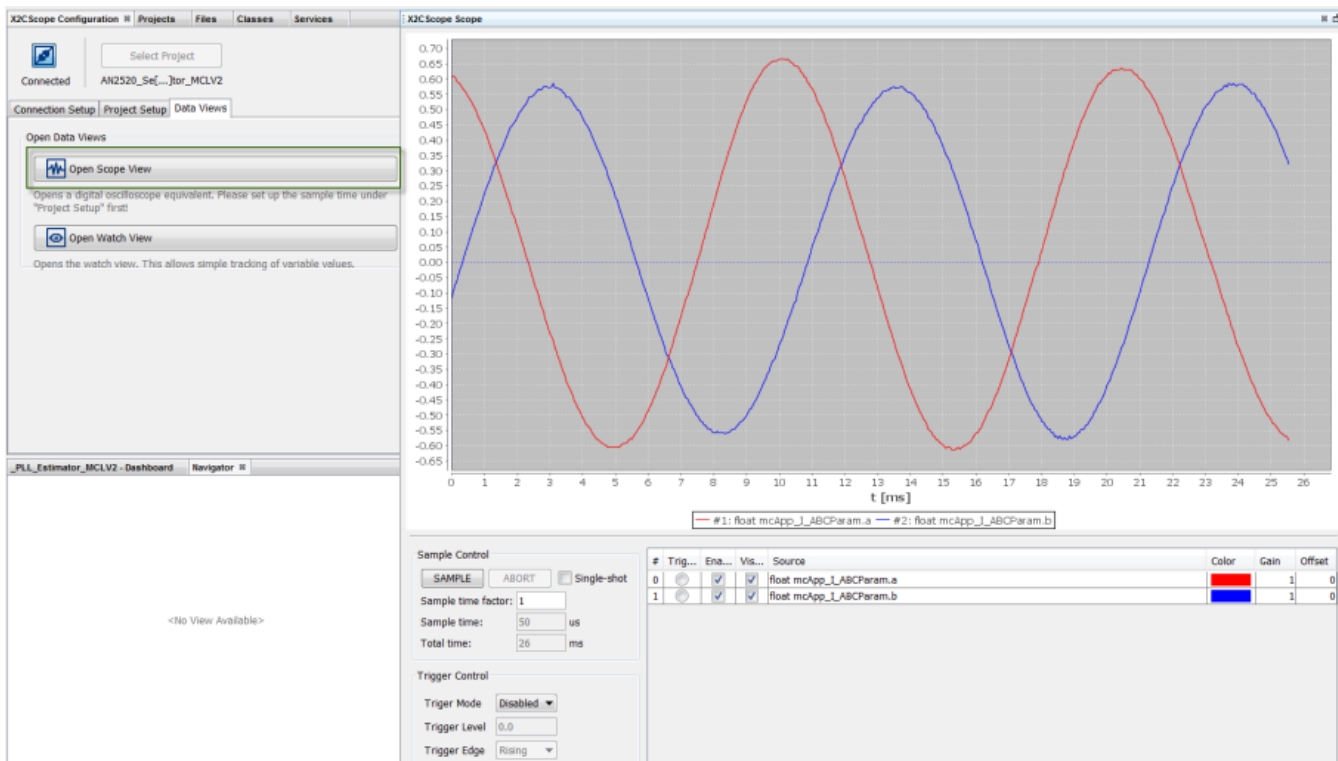 X2CScope Configuration Projects Files Classes Services
Select Project
Connected AN2520_Se[....]tor_MCLV2
Connection Setup Project Setup Data Views
Open Data Views
Open Scope View
Opens a digital oscilloscope equivalent. Please set up the sample time under
"Project Setup" first!
Open Watch View
Opens the watch view. This allows simple tracking of variable values.
_PLL_Estimator_MCLV2 - Dashboard Navigator
<No View Available>
X2CScope Scope
0.70
0.65
0.60
0.55
0.50
0.45
0.40
0.35
0.30
0.25
0.20
0.15
0.10
0.05
0.00
-0.05
-0.10
-0.15
-0.20
-0.25
-0.30
-0.35
-0.40
-0.45
-0.50
-0.55
-0.60
-0.65
0 1 2 3 4 5 6 7 8 9 10 11 12 13 14 15 16 17 18 19 20 21 22 23 24 25 26
t [ms]
#1: float mcApp_I_ABCParam.a #2: float mcApp_I_ABCParam.b
Sample Control
SAMPLE ABORT Single-shot
Sample time factor: 1
Sample time: 50 us
Total time: 26 ms
Trigger Control
Triger Mode Disabled
Trigger Level 0.0
Trigger Edge Rising
# Trig... Ena... Vis... Source Color Gain Offset
0 float mcApp_I_ABCParam.a 1 0
1 float mcApp_I_ABCParam.b 1 0